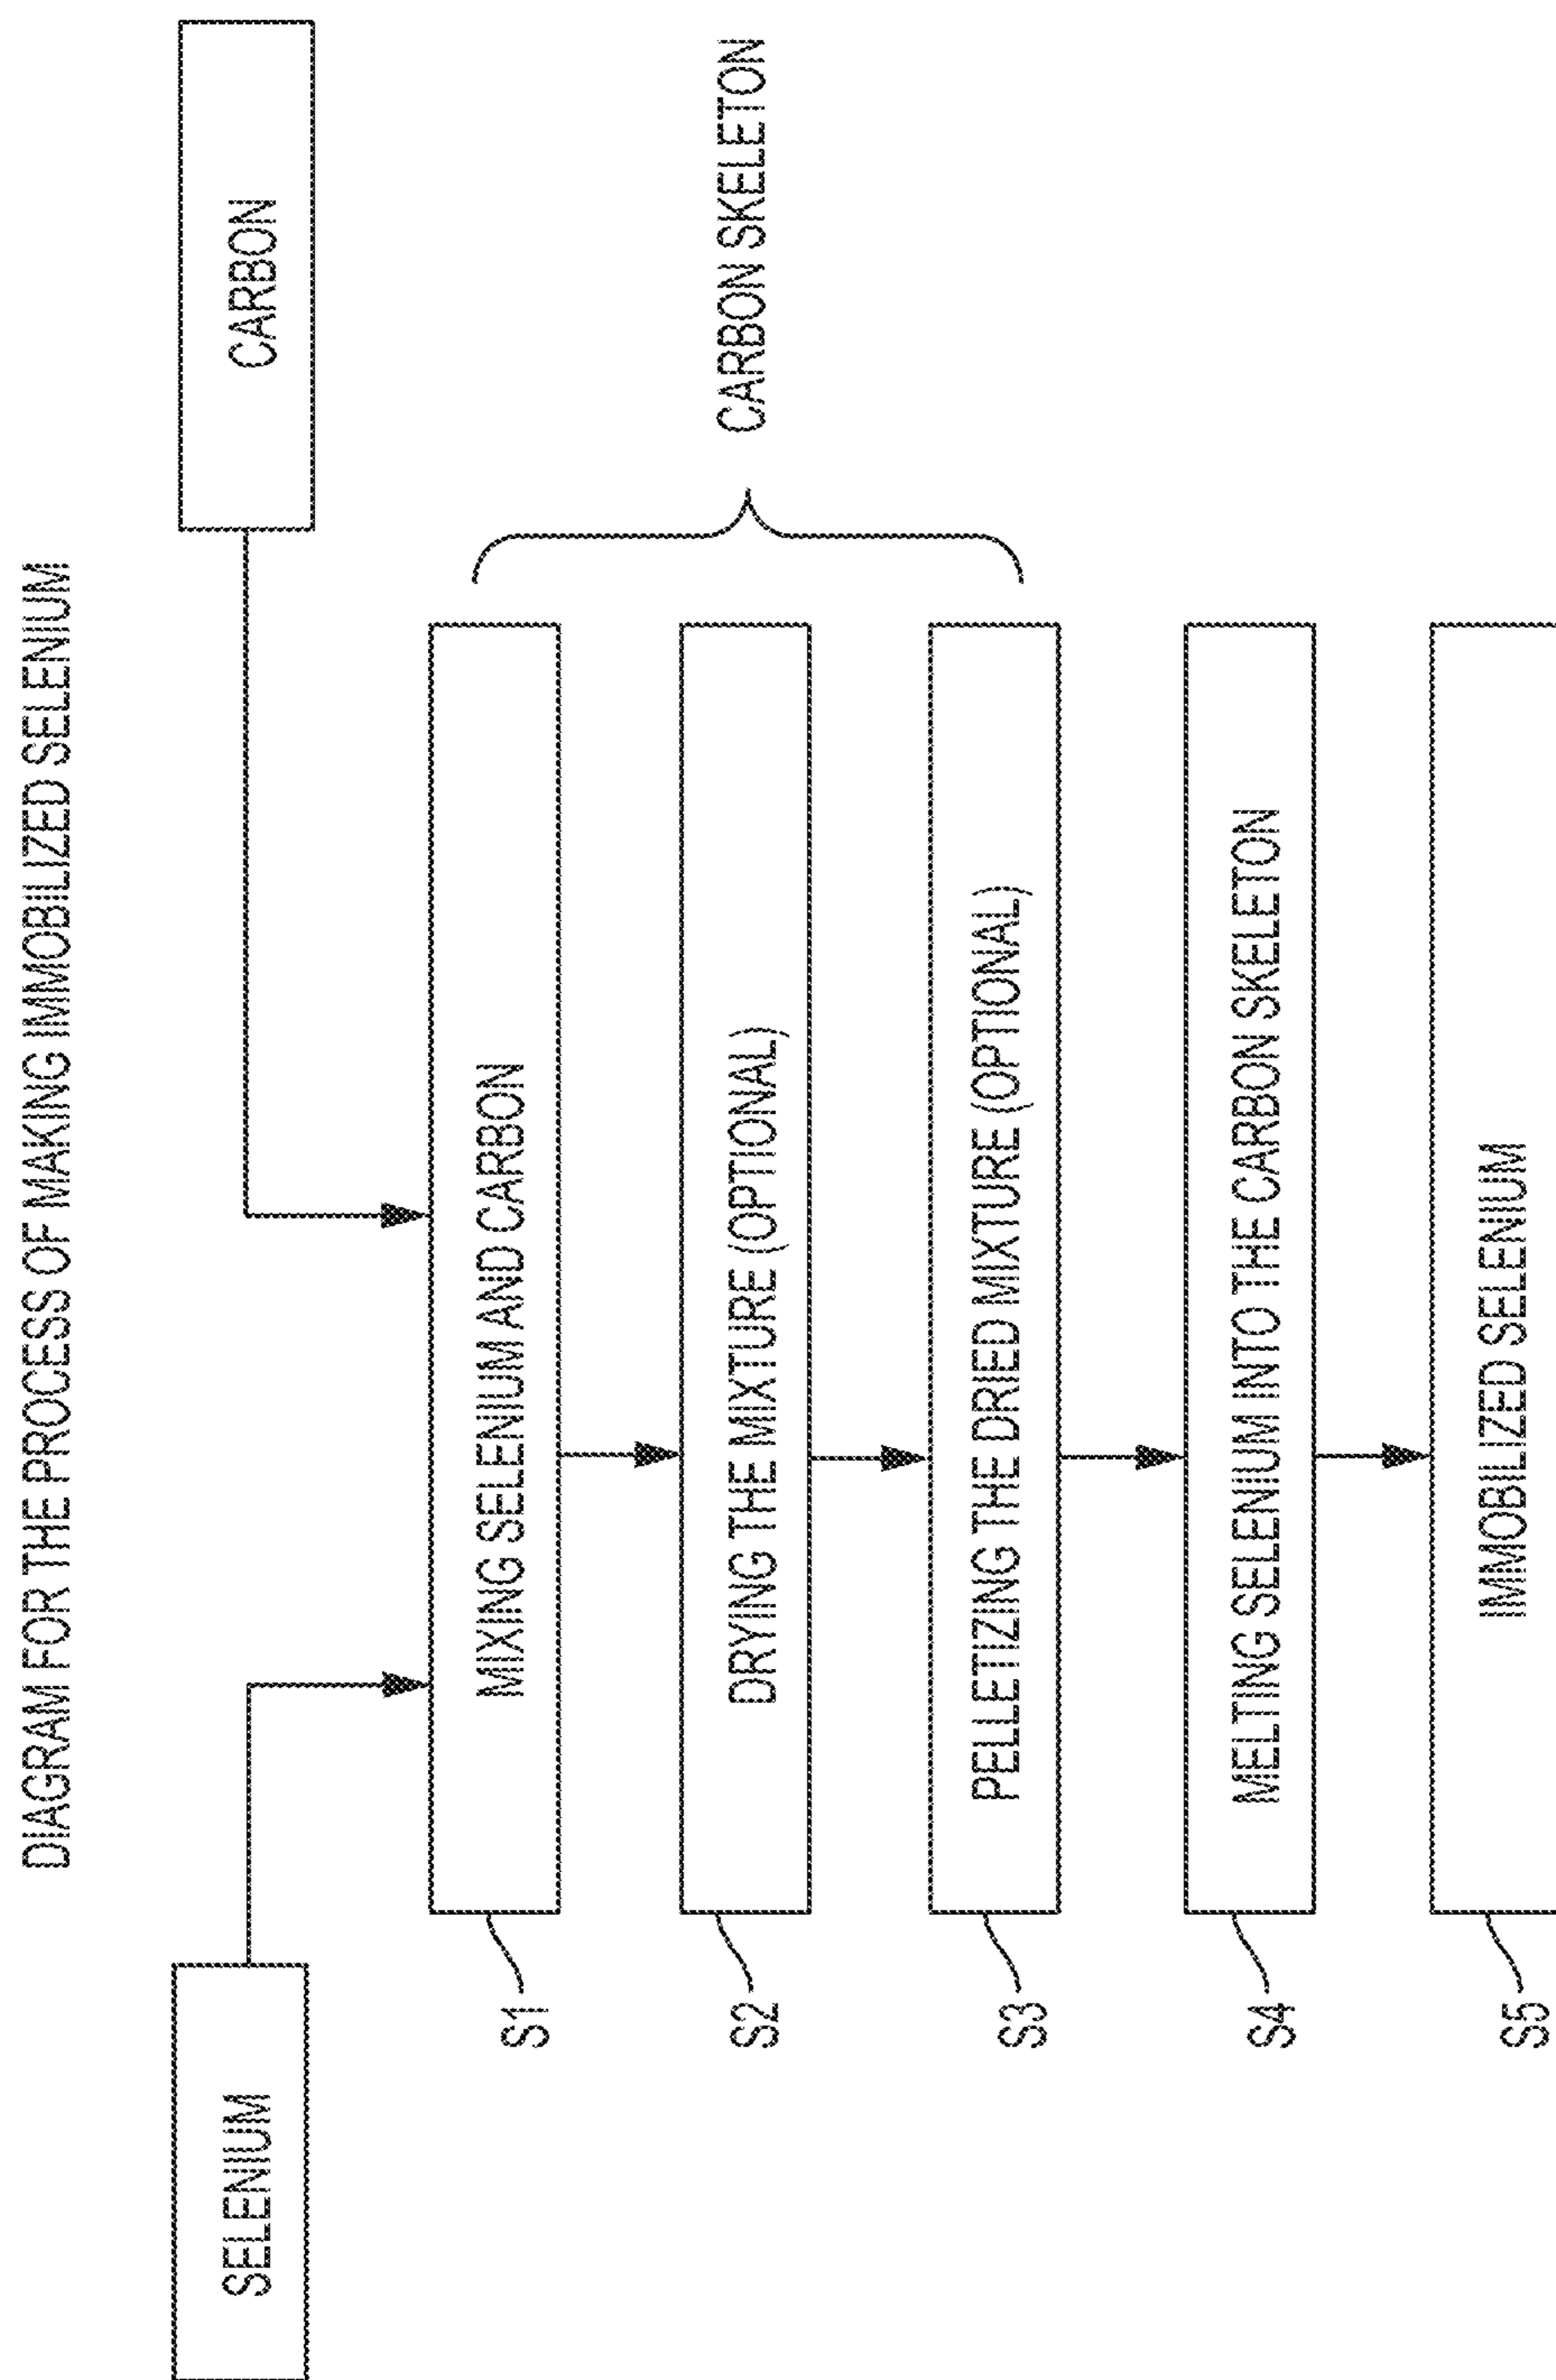 DIAGRAM FOR THE PROCESS OF MAKING IMMOBILIZED SELENIUM
SELENIUM
CARBON
S1
MIXING SELENIUM AND CARBON
S2
DRYING THE MIXTURE (OPTIONAL)
CARBON SKELETON
S3
PELLETIZING THE DRIED MIXTURE (OPTIONAL)
S4
MELTING SELENIUM INTO THE CARBON SKELETON
S5
IMMOBILIZED SELENIUM